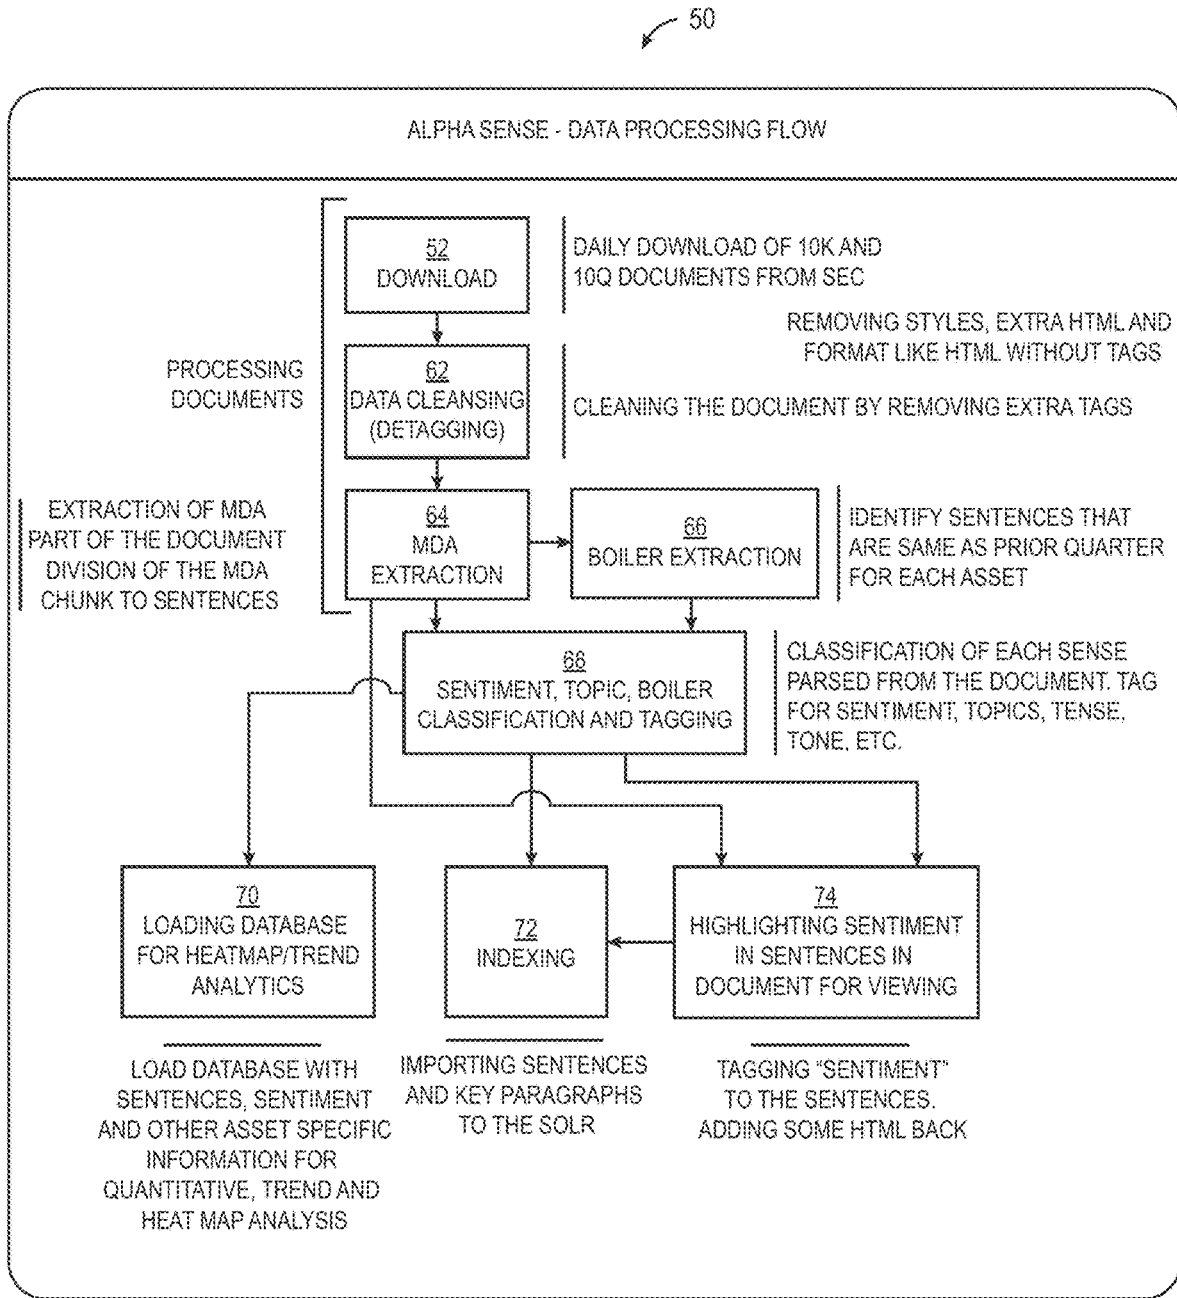 50
ALPHA SENSE - DATA PROCESSING FLOW
52
DOWNLOAD
DAILY DOWNLOAD OF 10K AND
10Q DOCUMENTS FROM SEC
REMOVING STYLES, EXTRA HTML AND
FORMAT LIKE HTML WITHOUT TAGS
PROCESSING
DOCUMENTS
62
DATA CLEANSING
(DETAGGING)
CLEANING THE DOCUMENT BY REMOVING EXTRA TAGS
EXTRACTION OF MDA
PART OF THE DOCUMENT
DIVISION OF THE MDA
CHUNK TO SENTENCES
64
MDA
EXTRACTION
66
BOILER EXTRACTION
IDENTIFY SENTENCES THAT
ARE SAME AS PRIOR QUARTER
FOR EACH ASSET
68
SENTIMENT, TOPIC, BOILER
CLASSIFICATION AND TAGGING
CLASSIFICATION OF EACH SENSE
PARSED FROM THE DOCUMENT. TAG
FOR SENTIMENT, TOPICS, TENSE,
TONE, ETC.
70
LOADING DATABASE
FOR HEATMAP/TREND
ANALYTICS
72
INDEXING
74
HIGHLIGHTING SENTIMENT
IN SENTENCES IN
DOCUMENT FOR VIEWING
LOAD DATABASE WITH
SENTENCES, SENTIMENT
AND OTHER ASSET SPECIFIC
INFORMATION FOR
QUANTITATIVE, TREND AND
HEAT MAP ANALYSIS
IMPORTING SENTENCES
AND KEY PARAGRAPHS
TO THE SOLR
TAGGING "SENTIMENT"
TO THE SENTENCES.
ADDING SOME HTML BACK